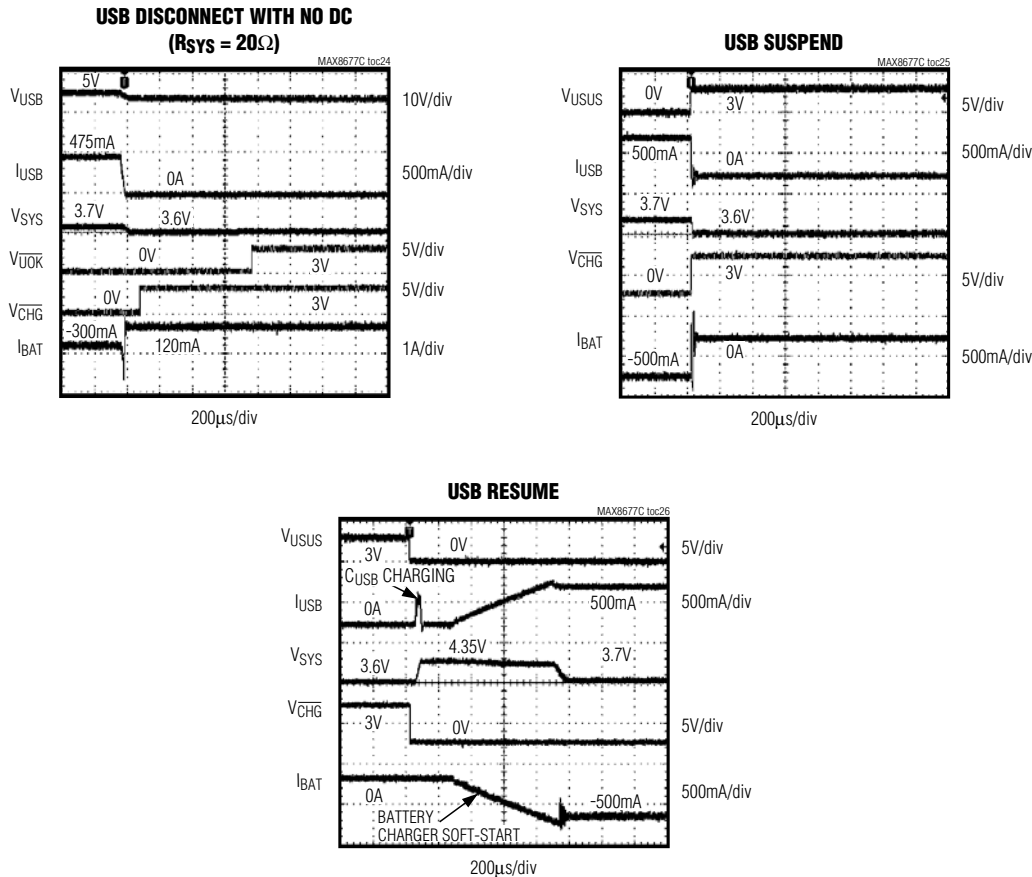 USB DISCONNECT WITH NO DC
(RSYS = 20Ω)
MAX8677C toc24
VUSB
5V
10V/div
475mA
IUSB
0A
500mA/div
VSYS
3.7V
3.6V
VUOK
0V
3V
5V/div
VCHG
0V
3V
5V/div
-300mA
IBAT
120mA
1A/div
200µs/div
USB SUSPEND
MAX8677C toc25
VUSUS
0V
3V
5V/div
IUSB
500mA
0A
500mA/div
VSYS
3.7V
3.6V
VCHG
0V
3V
5V/div
IBAT
-500mA
0A
500mA/div
200µs/div
USB RESUME
MAX8677C toc26
VUSUS
3V
0V
5V/div
CUSB CHARGING
IUSB
0A
500mA
500mA/div
VSYS
3.6V
4.35V
3.7V
VCHG
3V
0V
5V/div
IBAT
0A
-500mA
500mA/div
BATTERY
CHARGER SOFT-START
200µs/div